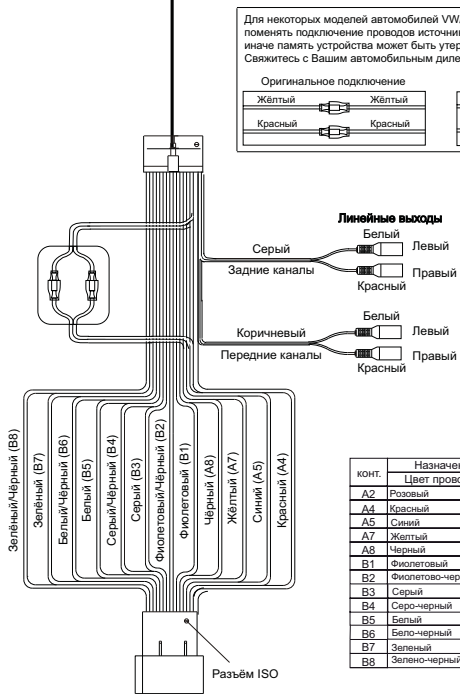 Для некоторых моделей автомобилей VW
поменять подключение проводов
иначе память устройства может быть
Свяжитесь с Вашим автомобильным
Оригинальное подключение
Жёлтый Жёлтый
Красный Красный
Линейные выходы
Белый
Серый Левый
Задние каналы Правый
Красный
Белый
Коричневый Левый
Передние каналы Правый
Красный
Зелёный/Чёрный (B8)
Зелёный (B7)
Белый/Чёрный (B6)
Белый (B5)
Серый/Чёрный (B4)
Серый (B3)
Фиолетовый/Чёрный (B2)
Фиолетовый (B1)
Чёрный (A8)
Жёлтый (A7)
Синий (A5)
Красный (A4)
конт. Назначен
Цвет прово
A2 Розовый
A4 Красный
A5 Синий
A7 Желтый
A8 Черный
B1 Фиолетовый
B2 Фиолетово-чер
B3 Серый
B4 Серо-черный
B5 Белый
B6 Бело-черный
B7 Зеленый
B8 Зелено-черный
Разъём ISO